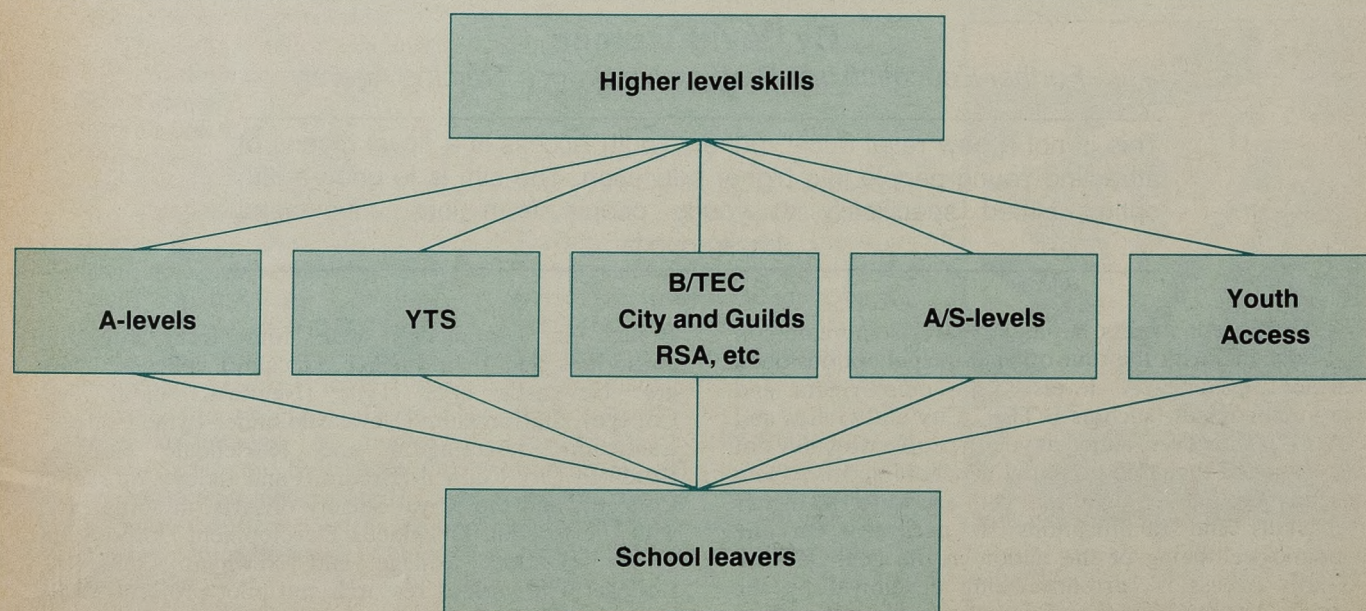 Higher level skills
A-levels
YTS
B/TEC
City and Guilds
RSA, etc
A/S-levels
Youth
Access
School leavers